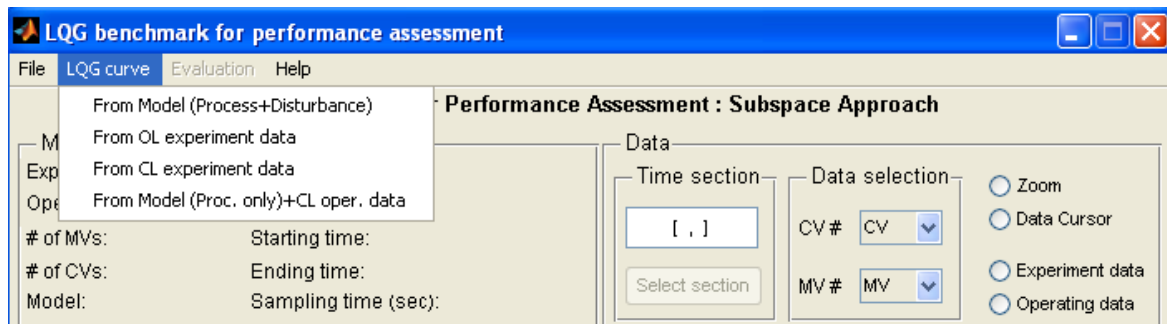 LQG benchmark for performance assessment
File LQG curve Evaluation Help
From Model (Process+Disturbance)
From OL experiment data
From CL experiment data
From Model (Proc. only)+CL oper. data
Performance Assessment : Subspace Approach
M
Exp
Ope
# of MVs: Starting time:
# of CVs: Ending time:
Model: Sampling time (sec):
Data
Time section
[ , ]
Select section
Data selection
CV # CV
MV # MV
Zoom
Data Cursor
Experiment data
Operating data